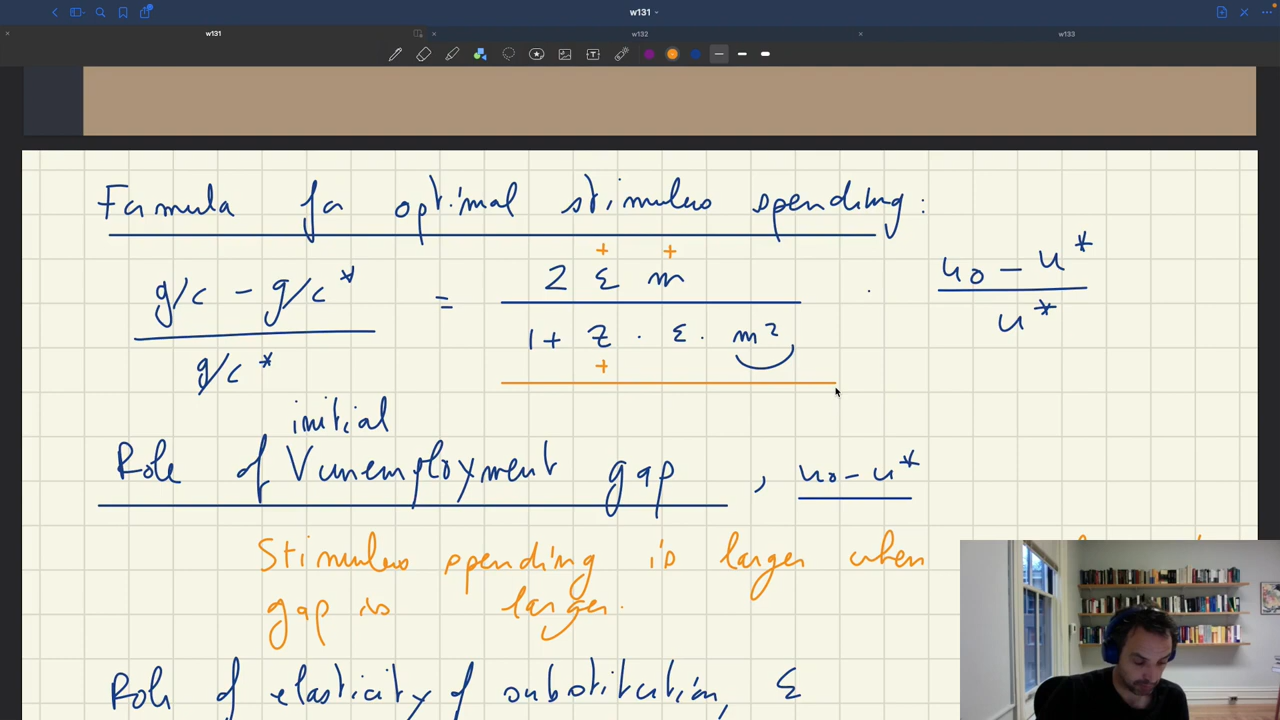 w131
w131
w132
w133
Formula for optimal stimulus spending:
g/c - g/c* / g/c* = 2 ε m / 1 + z · ε · m² · u₀ - u* / u*
+ +
+
initial
Role of V unemployment gap, u₀ - u*
Stimulus spending is larger when
gap is larger.
Role of elasticity of substitution, ε